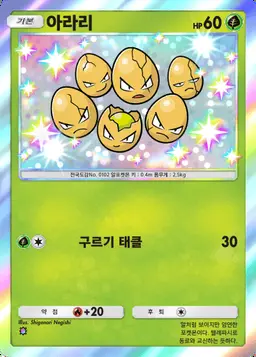 기본 아라리 HP 60
전국도감No. 0102 알포켓몬 키 : 0.4m 몸무게 : 2.5kg
구르기 태클 30
약점 +20 후퇴
Illus. Shigenori Negishi
알처럼 보이지만 엄연한
포켓몬이다. 텔레파시로
동료와 교신하는 듯하다.